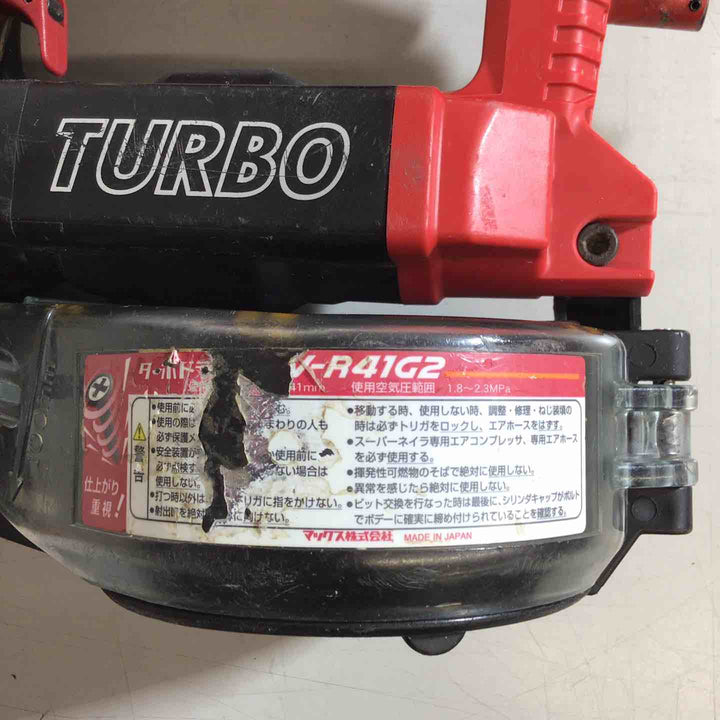 TURBO
ターボド
V-R41G2
41mm 使用空気圧範囲 1.8~2.3MPa
警告
仕上がり
重視!
●使用前に
●使用の際は まわりの人も
必ず保護メ
●安全装置が 使用前に
必ず点検す ない場合は
使用しない。
●打つ時以外は トリガに指をかけない。
●射出口を絶対 に向けない。
●移動する時、使用しない時、調整・修理・ねじ装填の
時は必ずトリガをロックし、エアホースをはずす。
●スーパーネイラ専用エアコンプレッサ、専用エアホース
を必ず使用する。
●揮発性可燃物のそばで絶対に使用しない。
●異常を感じたら絶対に使用しない。
●ビット交換を行なった時は最後に、シリンダキャップがボルト
でボデーに確実に締め付けられていることを確認する。
マックス株式会社 MADE IN JAPAN